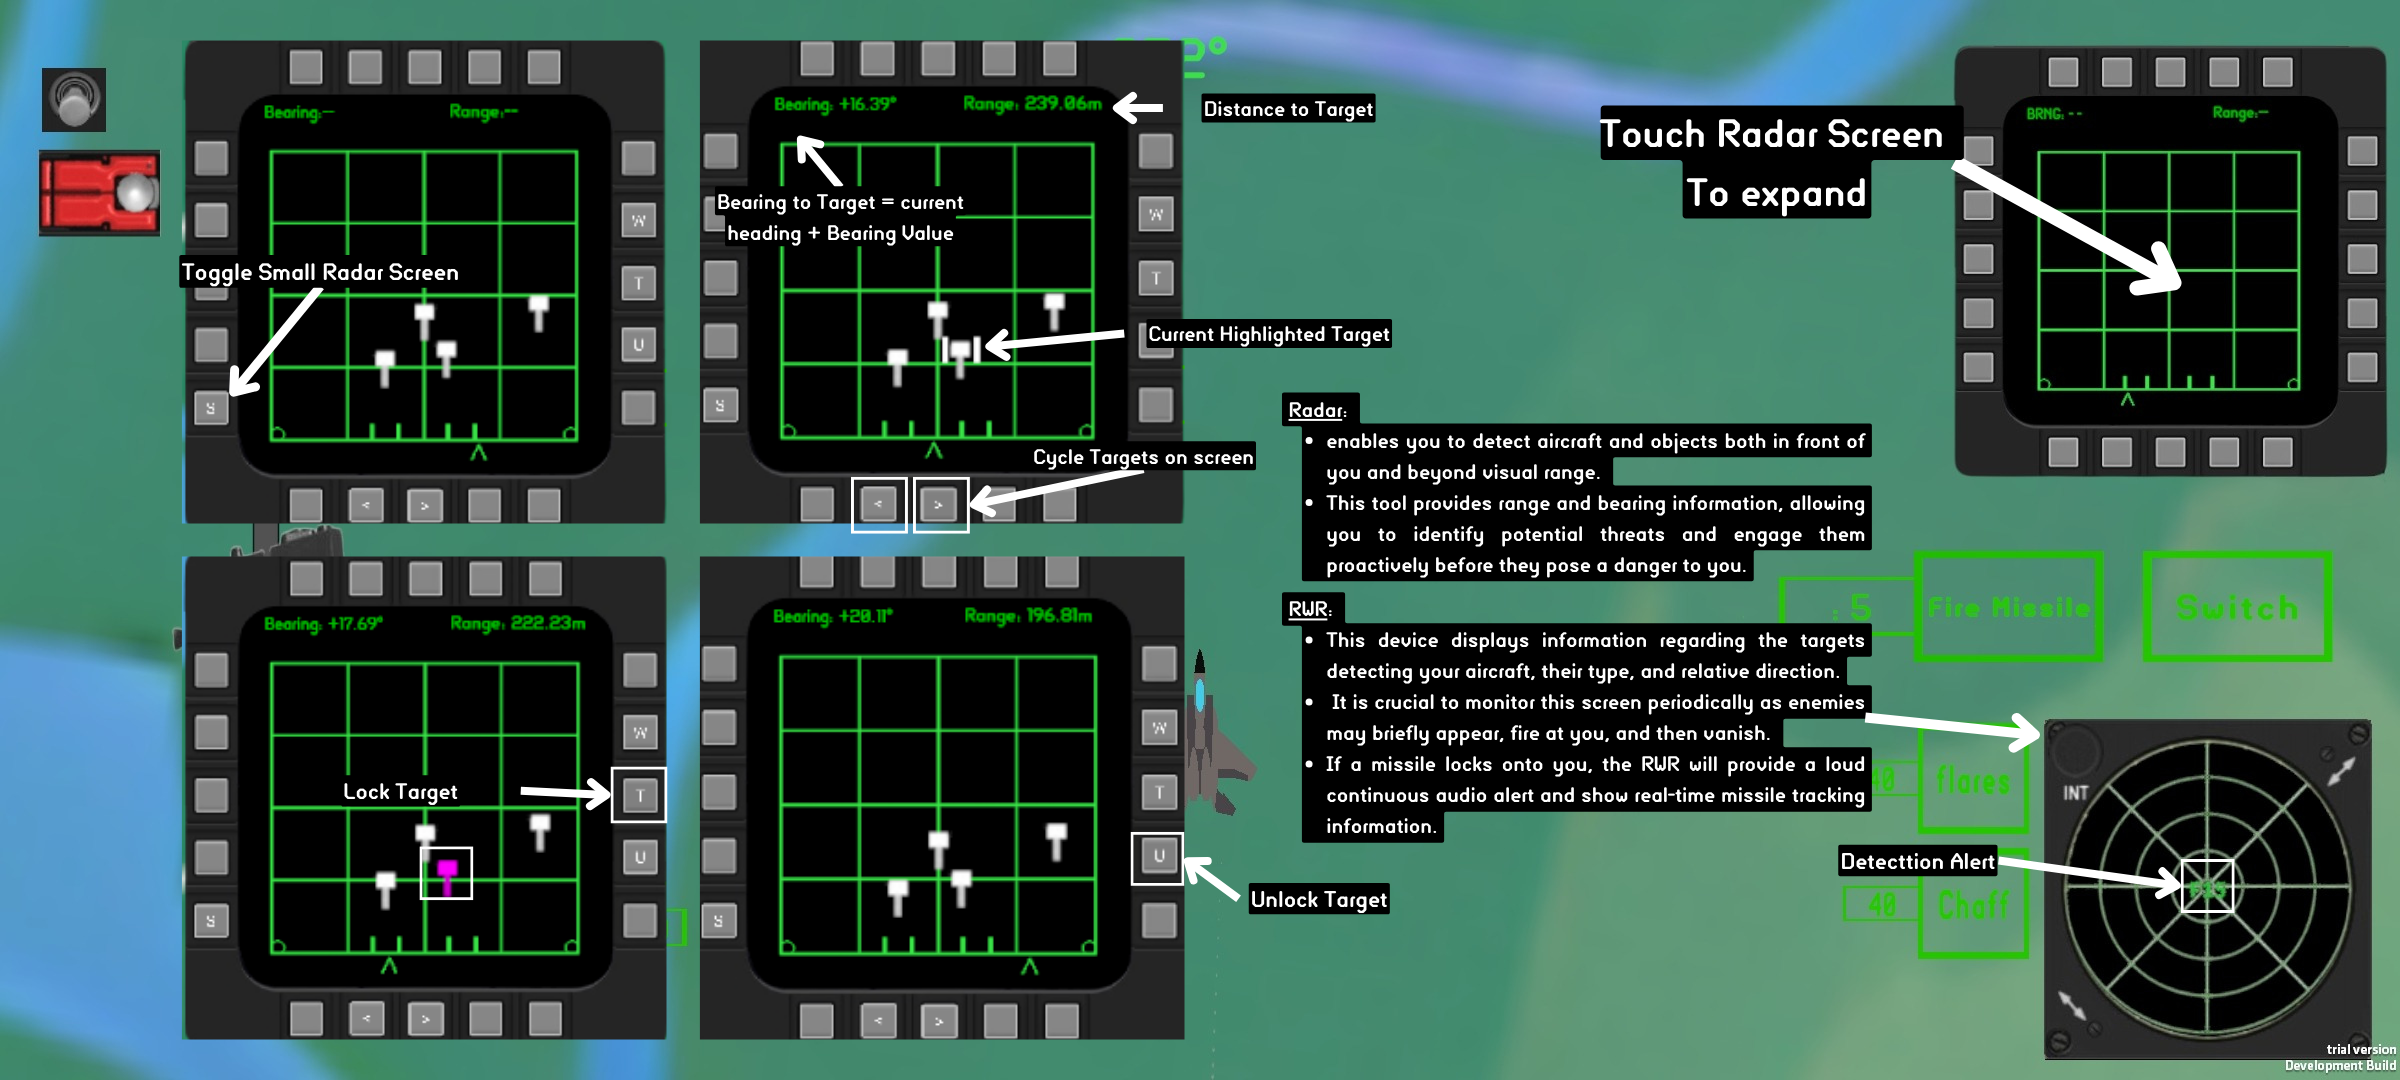 Bearing:--
Range:--
W
T
U
S
<
>
Toggle Small Radar Screen
Bearing: +16.39°
Range: 239.06m
Distance to Target
Bearing to Target = current
heading + Bearing Value
W
T
S
Current Highlighted Target
Cycle Targets on screen
<
>
Touch Radar Screen
To expand
BRNG: --
Range:--
Radar:
• enables you to detect aircraft and objects both in front of
you and beyond visual range.
• This tool provides range and bearing information, allowing
you to identify potential threats and engage them
proactively before they pose a danger to you.
RWR:
• This device displays information regarding the targets
detecting your aircraft, their type, and relative direction.
• It is crucial to monitor this screen periodically as enemies
may briefly appear, fire at you, and then vanish.
• If a missile locks onto you, the RWR will provide a loud
continuous audio alert and show real-time missile tracking
information.
Bearing: +17.69°
Range: 222.23m
W
T
U
S
<
>
Lock Target
Bearing: +20.11°
Range: 196.81m
W
T
U
S
<
>
Unlock Target
: 5
Fire Missile
Switch
40
flares
40
Chaff
INT
Detecttion Alert
trial version
Development Build